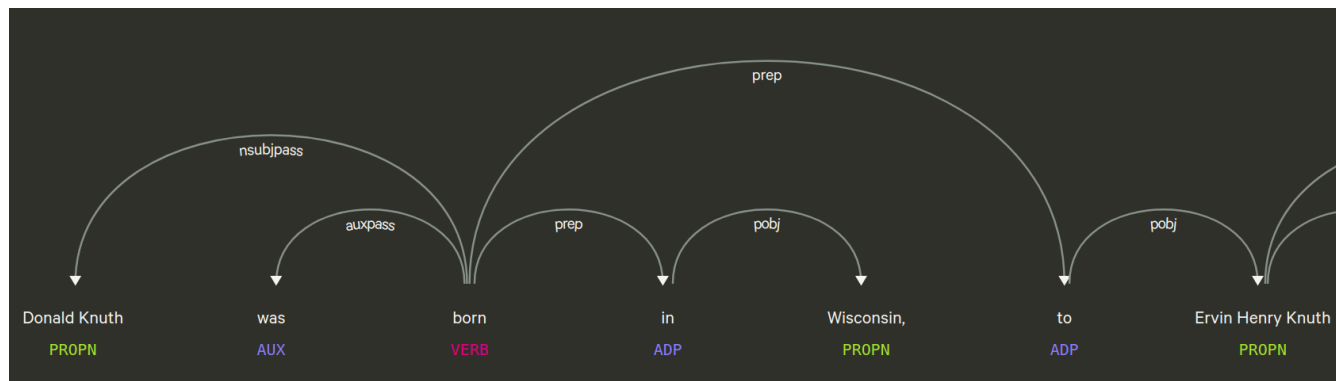 prep
nsubjpass
auxpass prep pobj pobj
Donald Knuth was born in Wisconsin, to Ervin Henry Knuth
PROPN AUX VERB ADP PROPN ADP PROPN